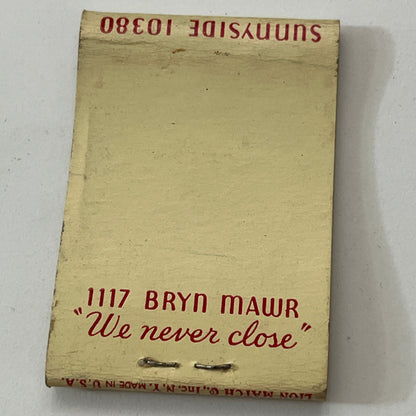 SUNNYSIDE 10380
1117 BRYN MAWR
"We never close"
LION MATCH Co., Inc. N.Y. MADE IN U.S.A.